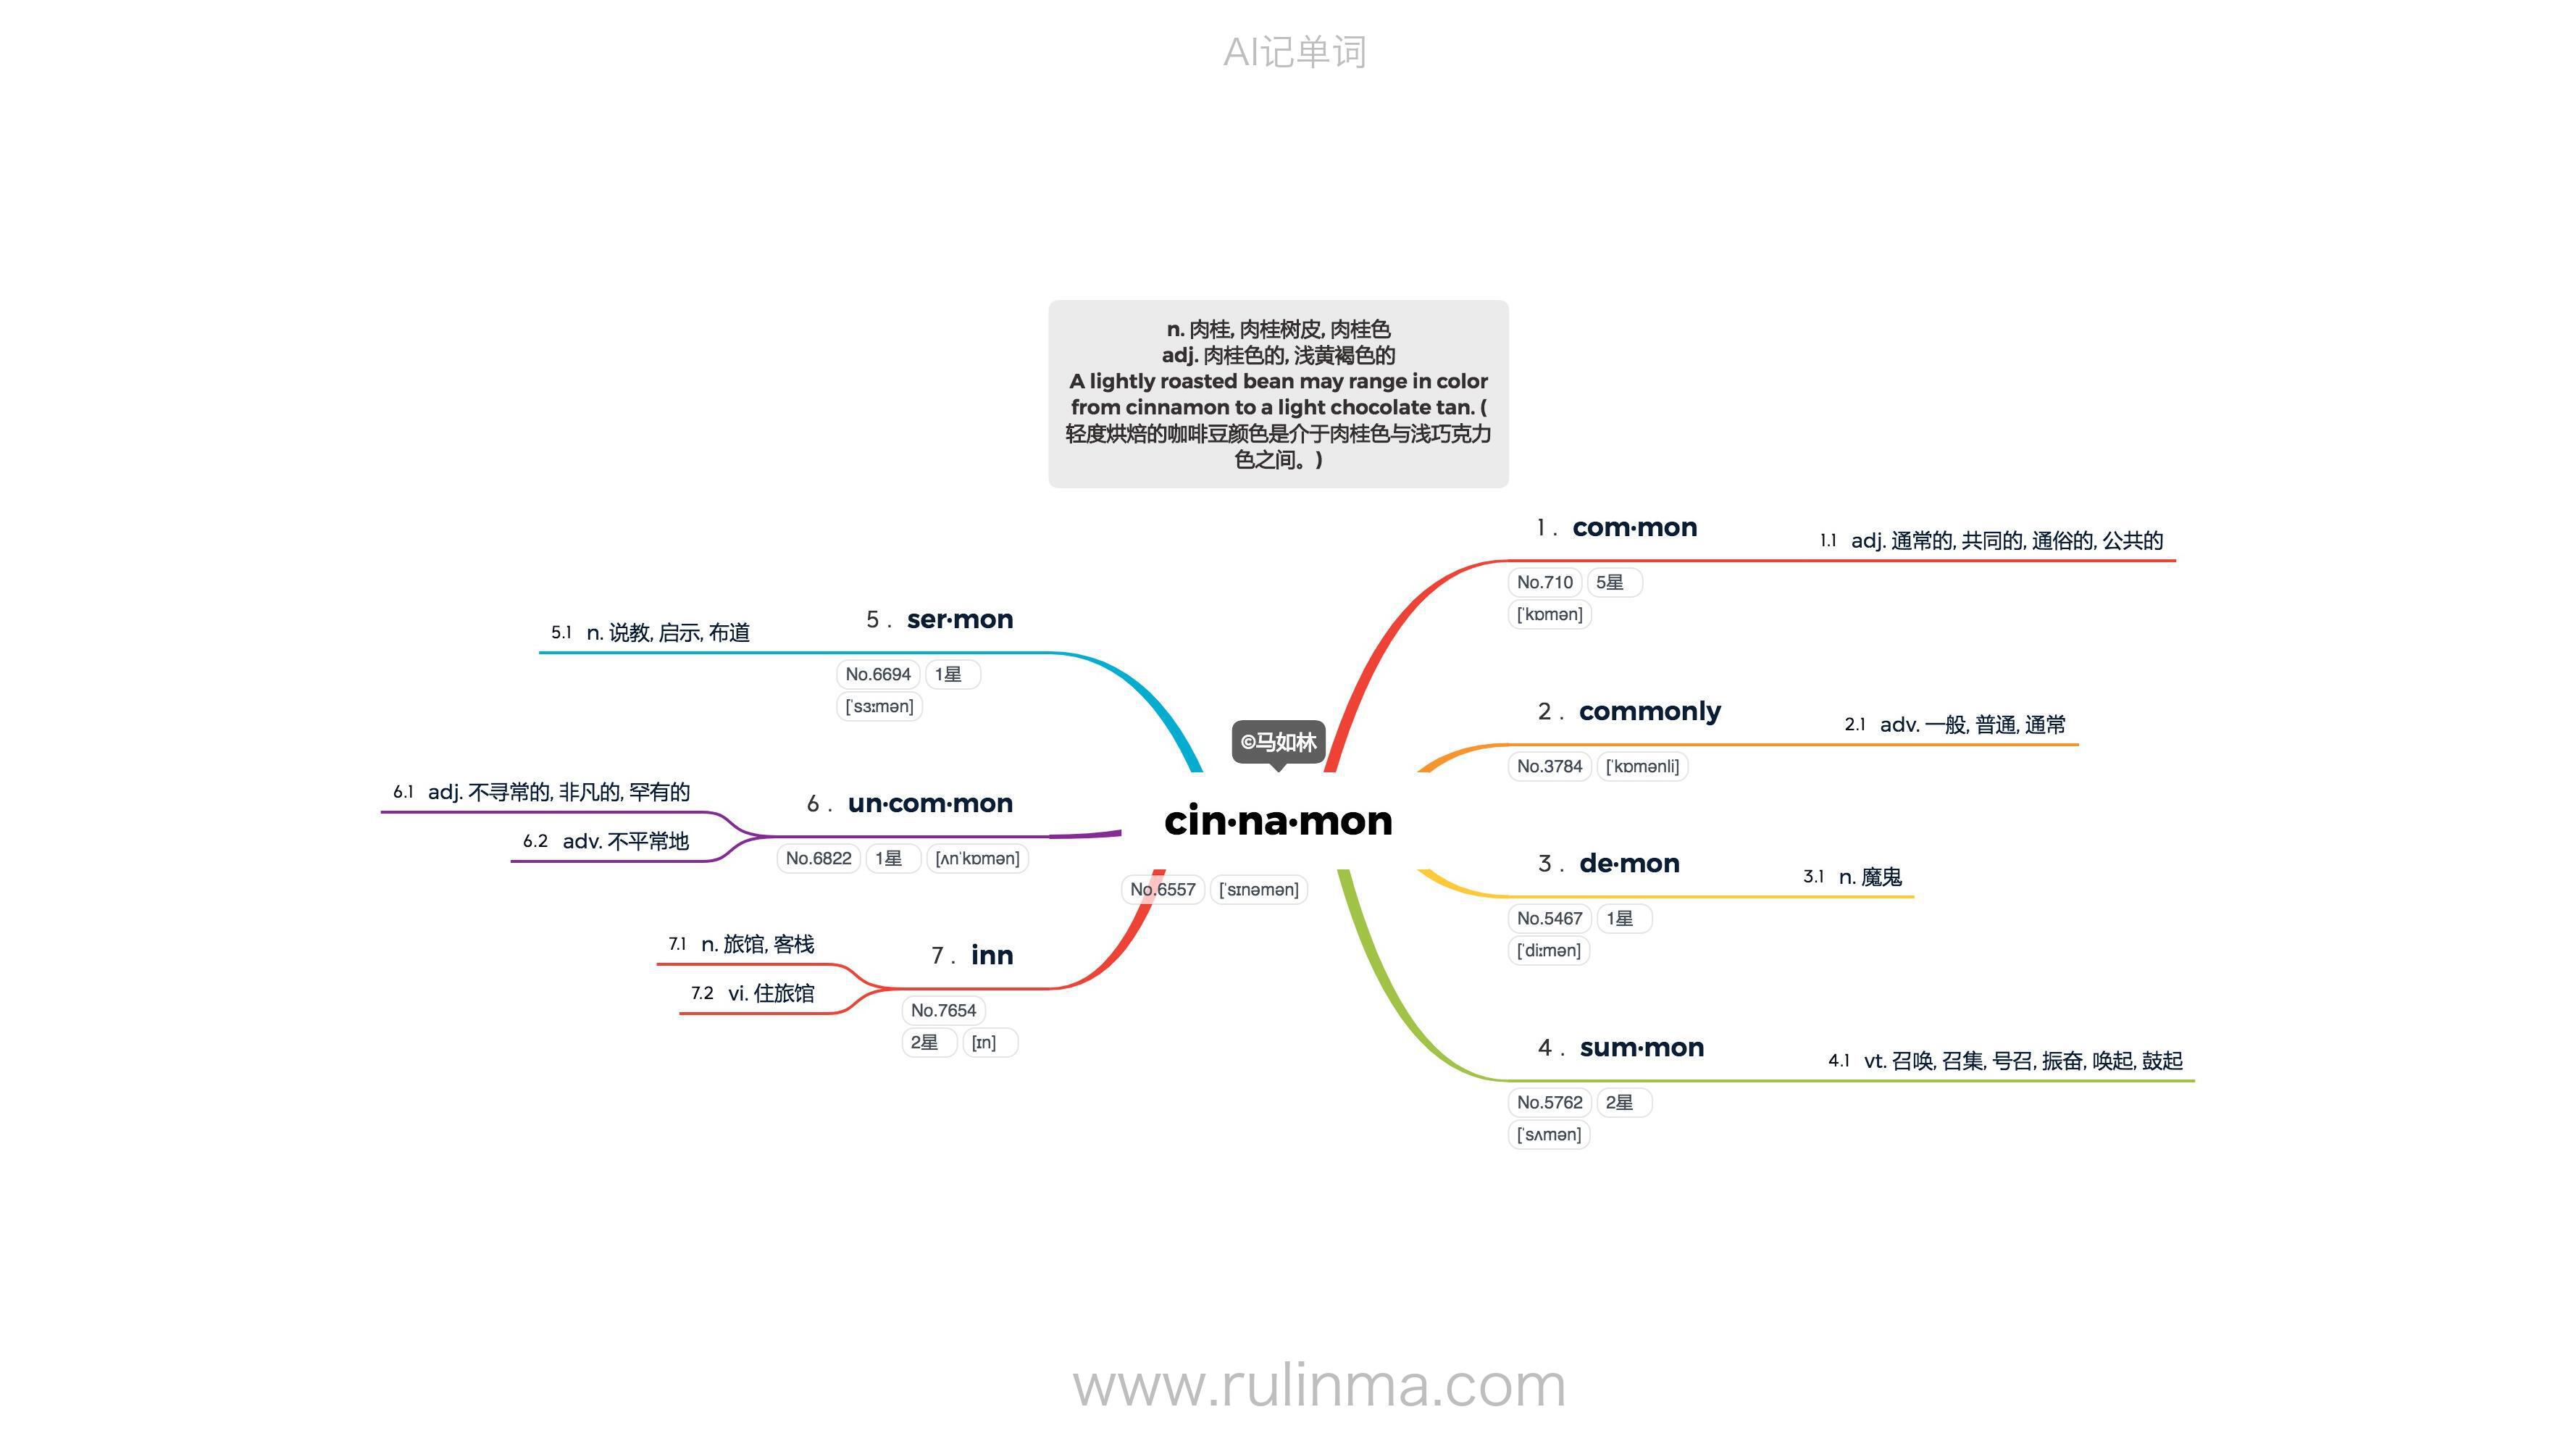 AI记单词
n. 肉桂, 肉桂树皮, 肉桂色
adj. 肉桂色的, 浅黄褐色的
A lightly roasted bean may range in color
from cinnamon to a light chocolate tan. (
轻度烘焙的咖啡豆颜色是介于肉桂色与浅巧克力
色之间。)
©马如林
cin·na·mon
No.6557 [ˈsɪnəmən]
1 . com·mon
No.710 5星
[ˈkɒmən]
1.1 adj. 通常的, 共同的, 通俗的, 公共的
2 . commonly
No.3784 [ˈkɒmənli]
2.1 adv. 一般, 普通, 通常
3 . de·mon
No.5467 1星
[ˈdiːmən]
3.1 n. 魔鬼
4 . sum·mon
No.5762 2星
[ˈsʌmən]
4.1 vt. 召唤, 召集, 号召, 振奋, 唤起, 鼓起
5 . ser·mon
No.6694 1星
[ˈsɜːmən]
5.1 n. 说教, 启示, 布道
6 . un·com·mon
No.6822 1星 [ʌnˈkɒmən]
6.1 adj. 不寻常的, 非凡的, 罕有的
6.2 adv. 不平常地
7 . inn
No.7654
2星 [ɪn]
7.1 n. 旅馆, 客栈
7.2 vi. 住旅馆
www.rulinma.com